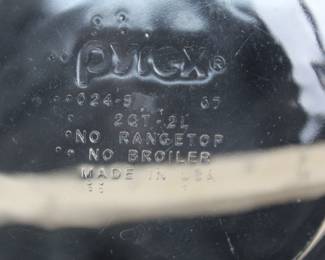 pyrex®
024-S 67
2QT-2L
NO RANGETOP
NO BROILER
MADE IN USA